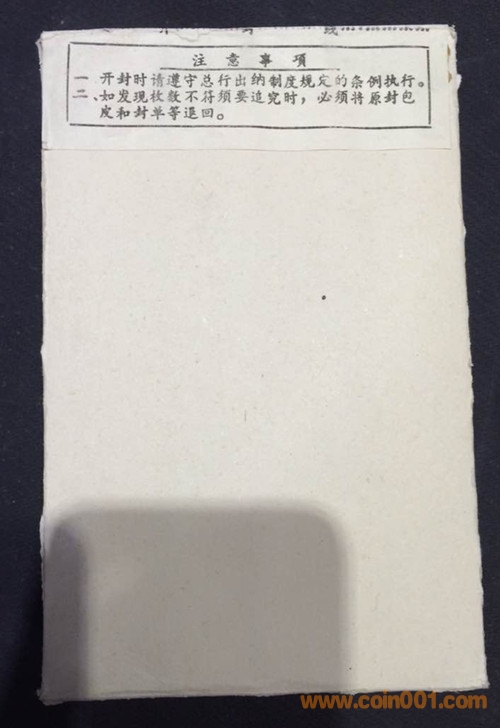 注意事項
一、开封时请遵守总行出纳制度规定的条例执行。
二、如发现枚数不符须要追究时，必须将原封包
皮和封单等退回。
www.coin001.com